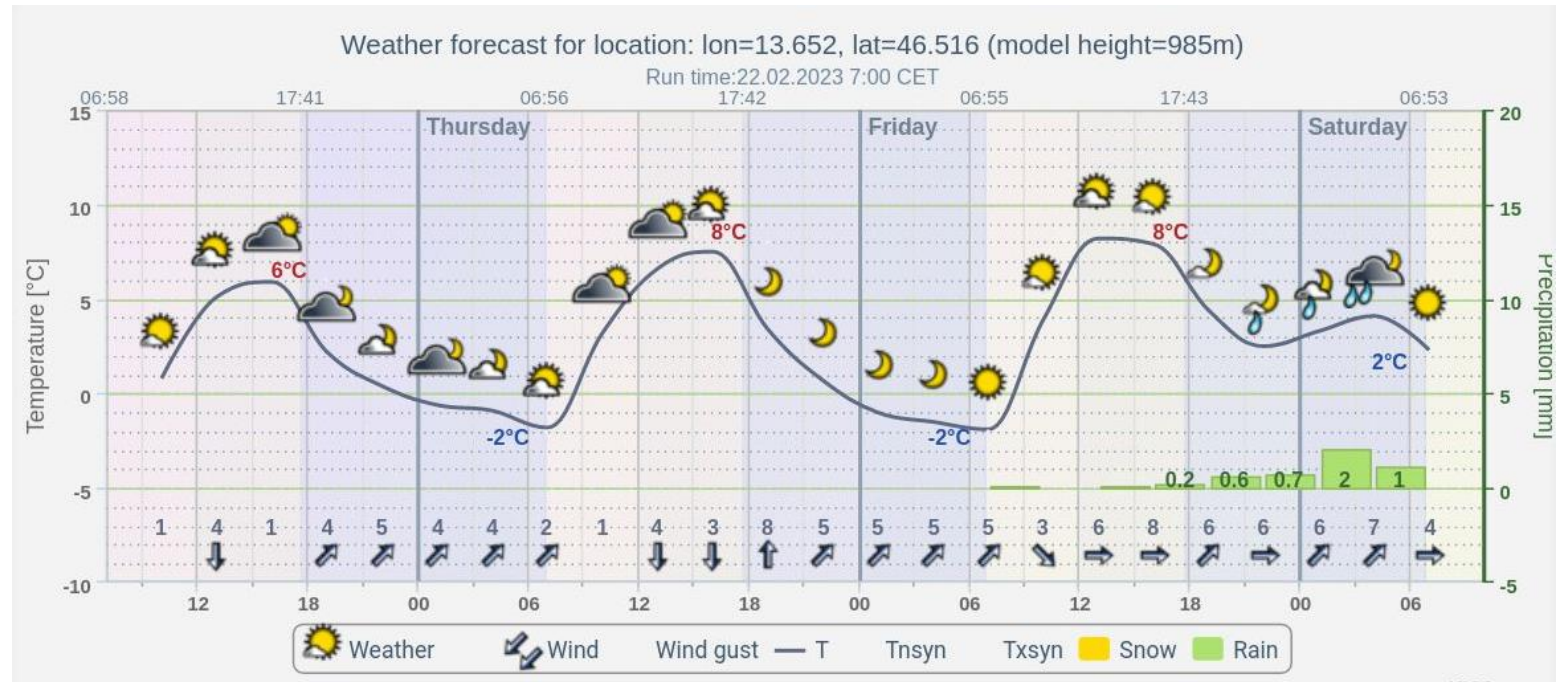 Weather forecast for location: lon=13.652, lat=46.516 (model height=985m)
Run time:22.02.2023 7:00 CET
06:58 17:41 06:56 17:42 06:55 17:43 06:53
15 Thursday Friday Saturday 20
10 15
8°C 8°C
6°C
5 10
2°C
0 5
-2°C -2°C
0.2 0.6 0.7 2 1
-5 0
1 4 1 4 5 4 4 2 1 4 3 8 5 5 5 5 3 6 8 6 6 6 7 4
-10 -5
12 18 00 06 12 18 00 06 12 18 00 06
Temperature [°C]
Precipitation [mm]
Weather Wind Wind gust T Tnsyn Txsyn Snow Rain